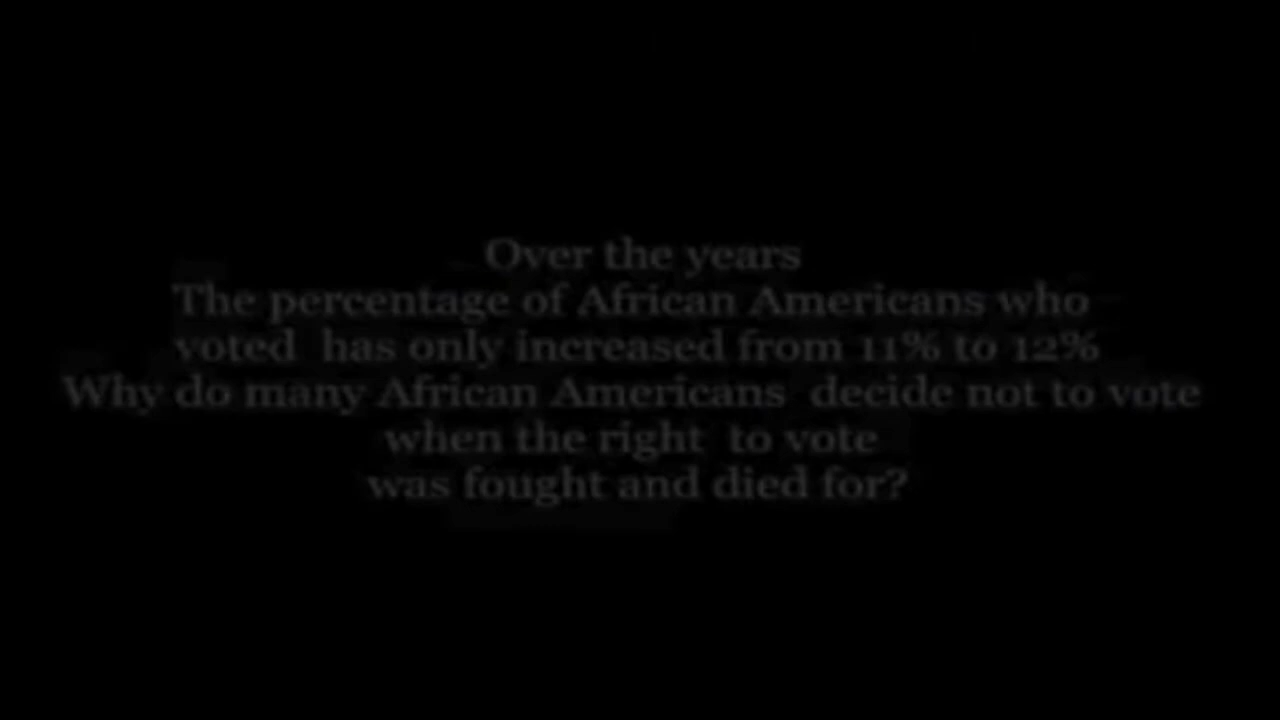 Over the years
The percentage of African Americans who
voted has only increased from 11% to 12%
Why do many African Americans decide not to vote
when the right to vote
was fought and died for?